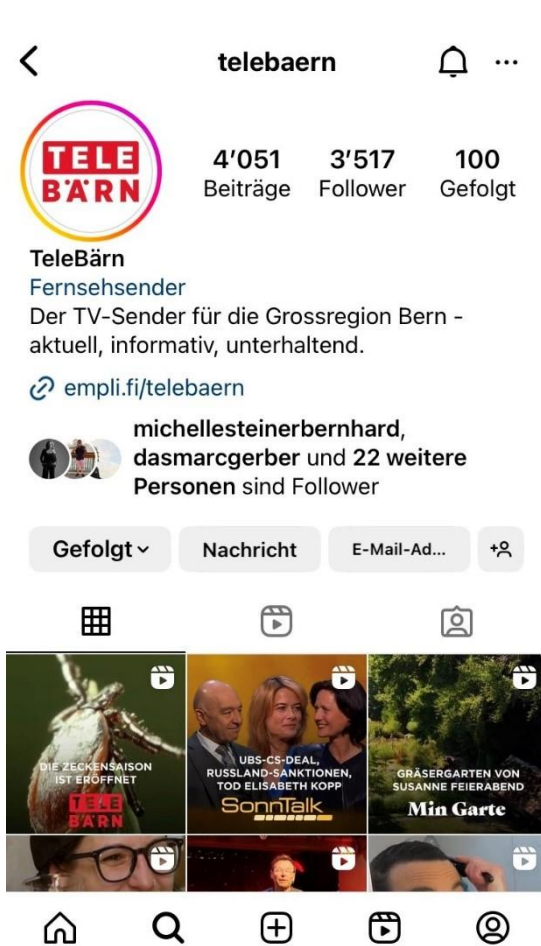 telebaern
TELE
BÄRN
4’051 3’517 100
Beiträge Follower Gefolgt
TeleBärn
Fernsehsender
Der TV-Sender für die Grossregion Bern -
aktuell, informativ, unterhaltend.
empli.fi/telebaern
michellesteinerbernhard,
dasmarcgerber und 22 weitere
Personen sind Follower
Gefolgt Nachricht E-Mail-Ad...
DIE ZECKENSAISON
IST ERÖFFNET
TELE
BÄRN
UBS-CS-DEAL,
RUSSLAND-SANKTIONEN,
TOD ELISABETH KOPP
SonnTalk
GRÄSERGARTEN VON
SUSANNE FEIERABEND
Min Garte